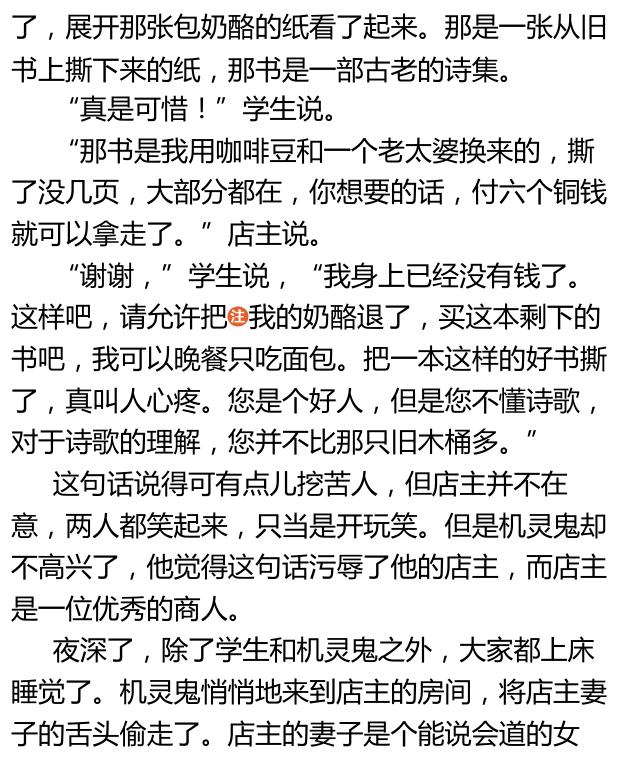 了，展开那张包奶酪的纸看了起来。那是一张从旧
书上撕下来的纸，那书是一部古老的诗集。
“真是可惜！”学生说。
“那书是我用咖啡豆和一个老太婆换来的，撕
了没几页，大部分都在，你想要的话，付六个铜钱
就可以拿走了。”店主说。
“谢谢，”学生说，“我身上已经没有钱了。
这样吧，请允许把注我的奶酪退了，买这本剩下的
书吧，我可以晚餐只吃面包。把一本这样的好书撕
了，真叫人心疼。您是个好人，但是您不懂诗歌，
对于诗歌的理解，您并不比那只旧木桶多。”
这句话说得可有点儿挖苦人，但店主并不在
意，两人都笑起来，只当是开玩笑。但是机灵鬼却
不高兴了，他觉得这句话污辱了他的店主，而店主
是一位优秀的商人。
夜深了，除了学生和机灵鬼之外，大家都上床
睡觉了。机灵鬼悄悄地来到店主的房间，将店主妻
子的舌头偷走了。店主的妻子是个能说会道的女